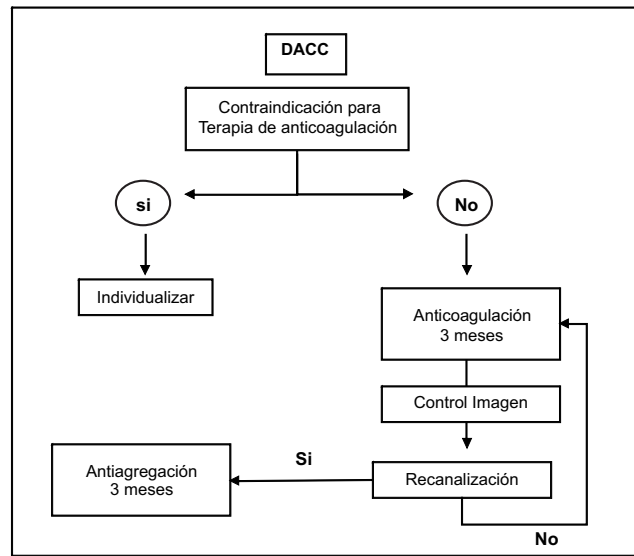 DACC
Contraindicación para
Terapia de anticoagulación
si
No
Individualizar
Anticoagulación
3 meses
Control Imagen
Antiagregación
3 meses
Si
Recanalización
No